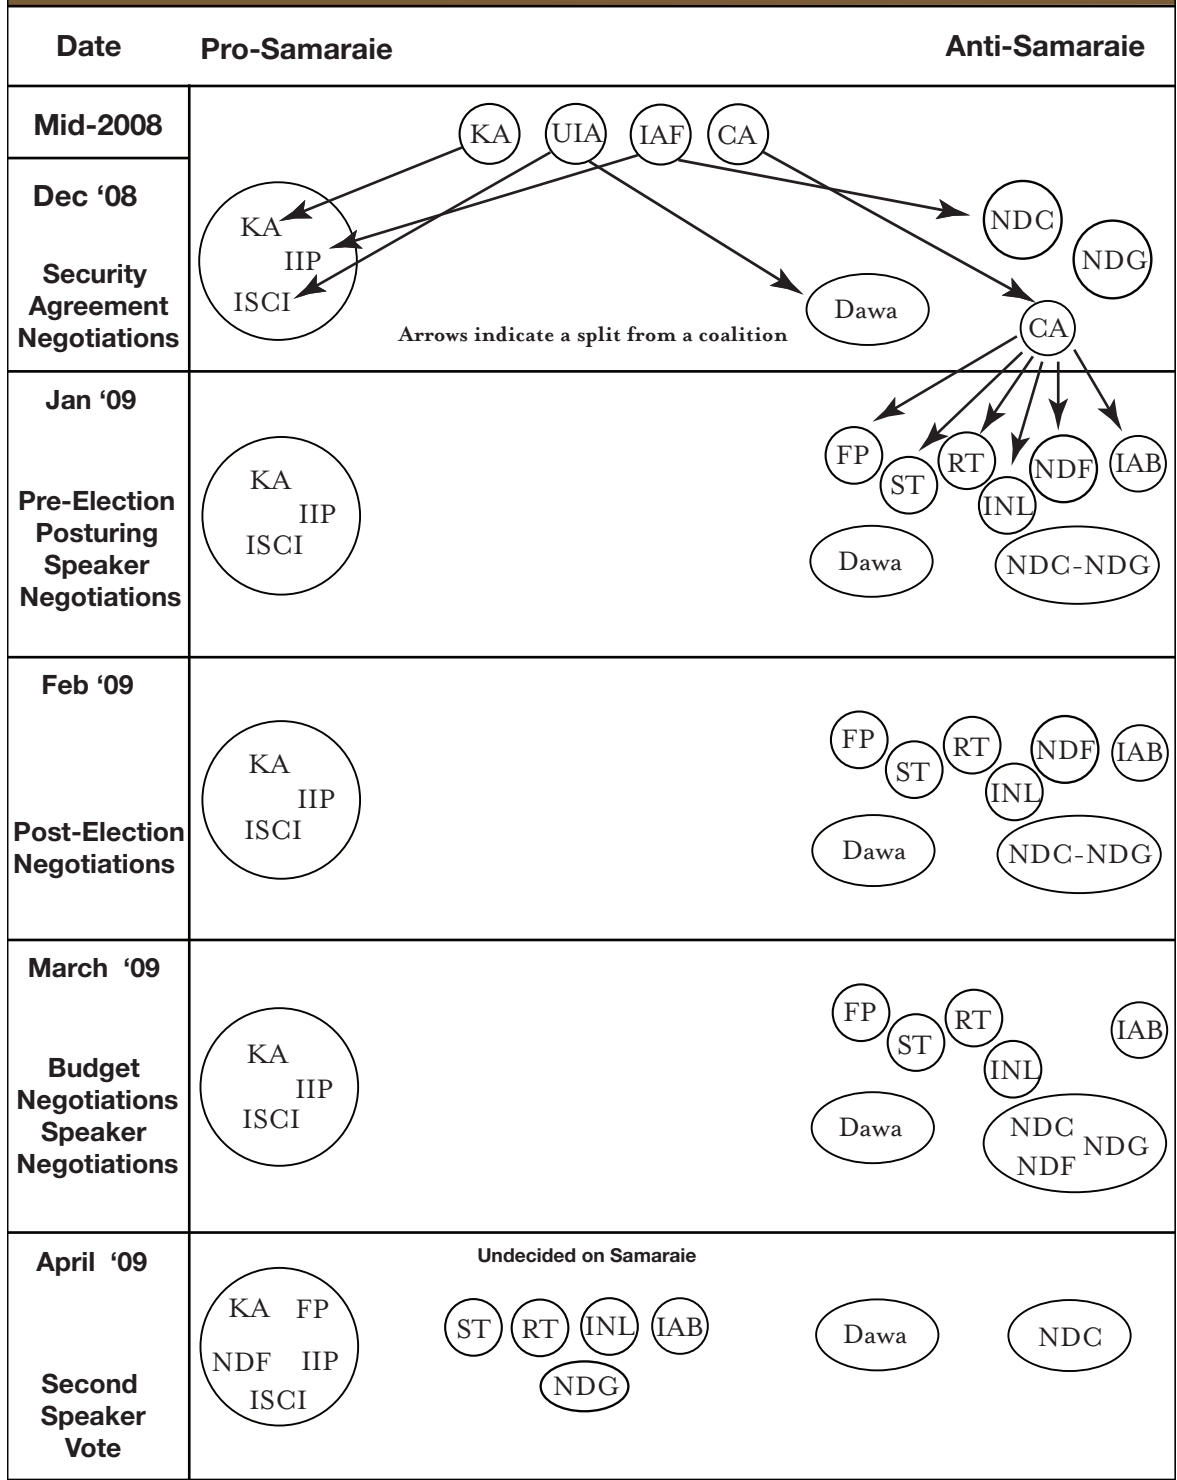 Date
Pro-Samaraie
Anti-Samaraie
Mid-2008
KA
UIA
IAF
CA
Dec ‘08
Security
Agreement
Negotiations
KA
IIP
ISCI
NDC
NDG
Dawa
CA
Arrows indicate a split from a coalition
Jan ‘09
Pre-Election
Posturing
Speaker
Negotiations
KA
IIP
ISCI
FP
ST
RT
INL
NDF
IAB
Dawa
NDC-NDG
Feb ‘09
Post-Election
Negotiations
KA
IIP
ISCI
FP
ST
RT
INL
NDF
IAB
Dawa
NDC-NDG
March ‘09
Budget
Negotiations
Speaker
Negotiations
KA
IIP
ISCI
FP
ST
RT
INL
IAB
Dawa
NDC
NDG
NDF
April ‘09
Second
Speaker
Vote
KA FP
NDF IIP
ISCI
Undecided on Samaraie
ST
RT
INL
IAB
NDG
Dawa
NDC